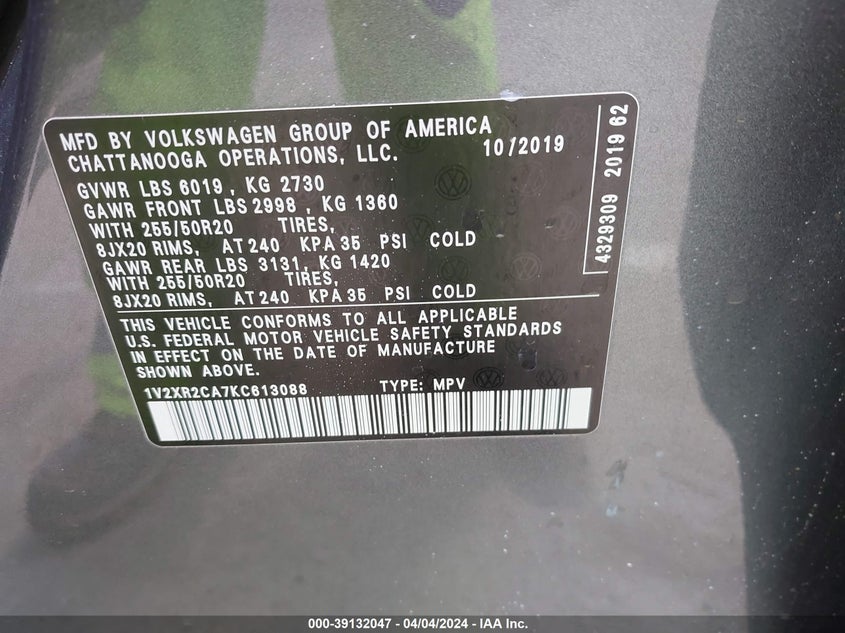 MFD BY VOLKSWAGEN GROUP OF AMERICA
CHATTANOOGA OPERATIONS, LLC. 10/2019
GVWR LBS 6019, KG 2730
GAWR FRONT LBS 2998, KG 1360
WITH 255/50R20 TIRES,
8JX20 RIMS, AT 240 KPA 35 PSI COLD
GAWR REAR LBS 3131, KG 1420
WITH 255/50R20 TIRES,
8JX20 RIMS, AT 240 KPA 35 PSI COLD
THIS VEHICLE CONFORMS TO ALL APPLICABLE
U.S. FEDERAL MOTOR VEHICLE SAFETY STANDARDS
IN EFFECT ON THE DATE OF MANUFACTURE
SHOWN ABOVE.
1V2XR2CA7KC613088 TYPE: MPV
4329309 2019 62
000-39132047 - 04/04/2024 - IAA Inc.